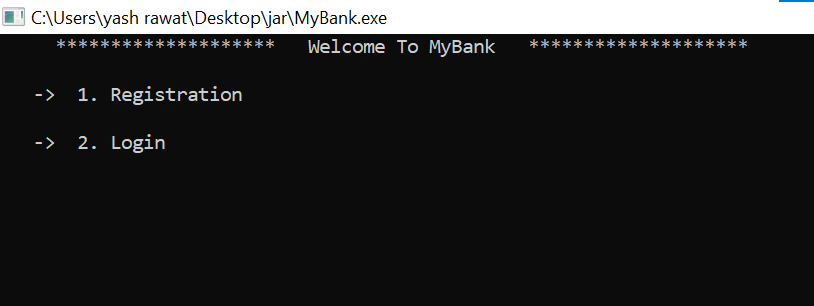 C:\Users\yash rawat\Desktop\jar\MyBank.exe
******************** Welcome To MyBank ********************
-> 1. Registration
-> 2. Login